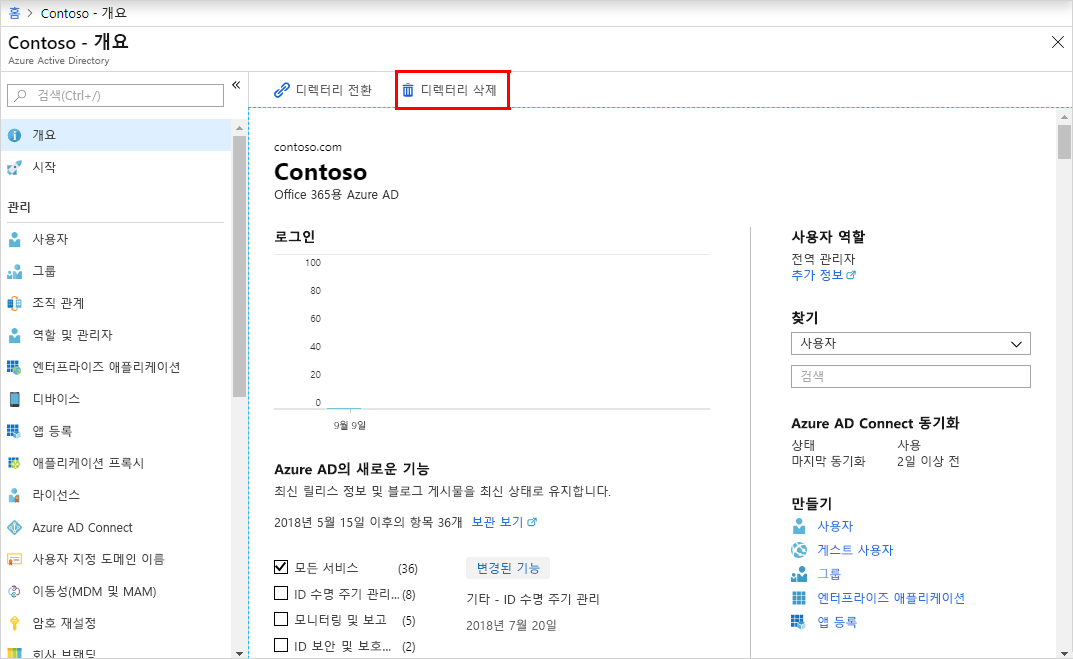 홈 > Contoso - 개요
Contoso - 개요
Azure Active Directory
검색(Ctrl+/)
개요
시작
관리
사용자
그룹
조직 관계
역할 및 관리자
엔터프라이즈 애플리케이션
디바이스
앱 등록
애플리케이션 프록시
라이선스
Azure AD Connect
사용자 지정 도메인 이름
이동성(MDM 및 MAM)
암호 재설정
회사 브랜딩
디렉터리 전환
디렉터리 삭제
contoso.com
Contoso
Office 365용 Azure AD
로그인
100
80
60
40
20
0
9월 9일
Azure AD의 새로운 기능
최신 릴리스 정보 및 블로그 게시물을 최신 상태로 유지합니다.
2018년 5월 15일 이후의 항목 36개 보관 보기
모든 서비스 (36)
ID 수명 주기 관리... (8)
모니터링 및 보고 (5)
ID 보안 및 보호... (2)
변경된 기능
기타 - ID 수명 주기 관리
2018년 7월 20일
사용자 역할
전역 관리자
추가 정보
찾기
사용자
검색
Azure AD Connect 동기화
상태 사용
마지막 동기화 2일 이상 전
만들기
사용자
게스트 사용자
그룹
엔터프라이즈 애플리케이션
앱 등록